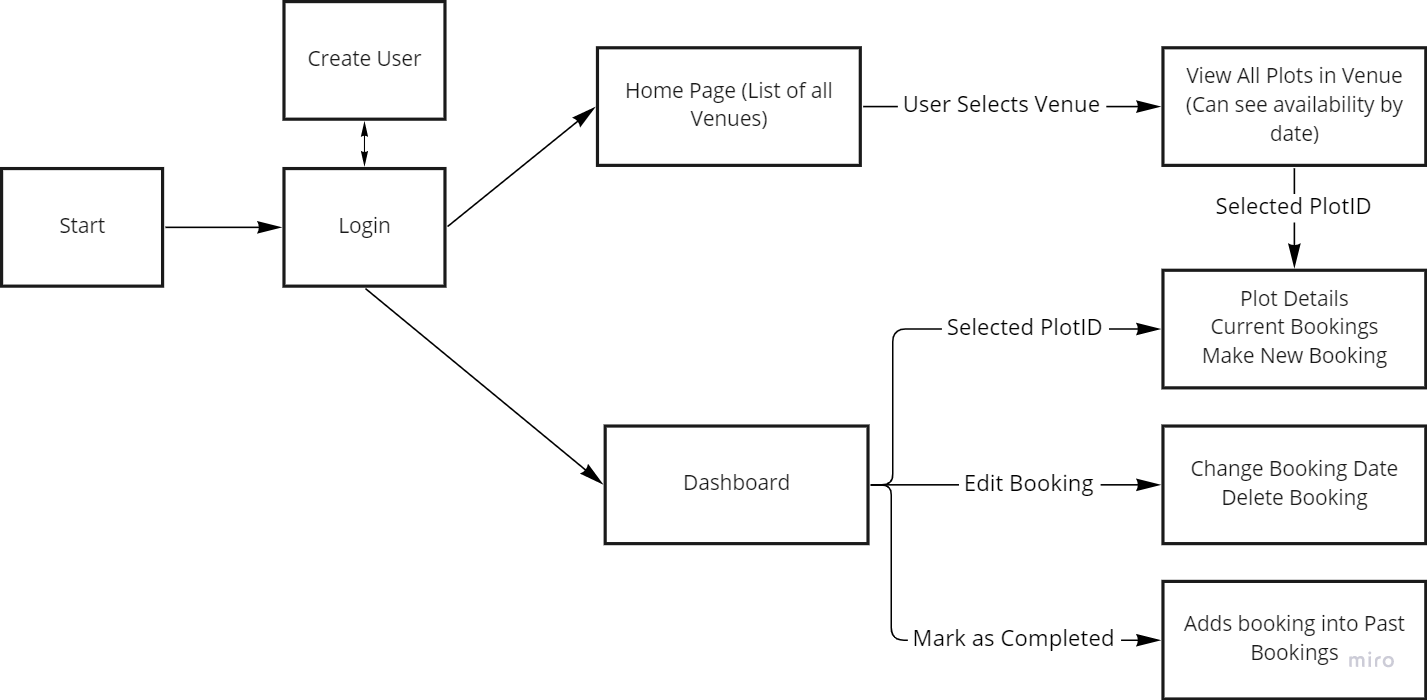 Create User
Home Page (List of all
Venues)
User Selects Venue
View All Plots in Venue
(Can see availability by
date)
Start
Login
Selected PlotID
Plot Details
Current Bookings
Make New Booking
Selected PlotID
Dashboard
Edit Booking
Change Booking Date
Delete Booking
Mark as Completed
Adds booking into Past
Bookings
miro